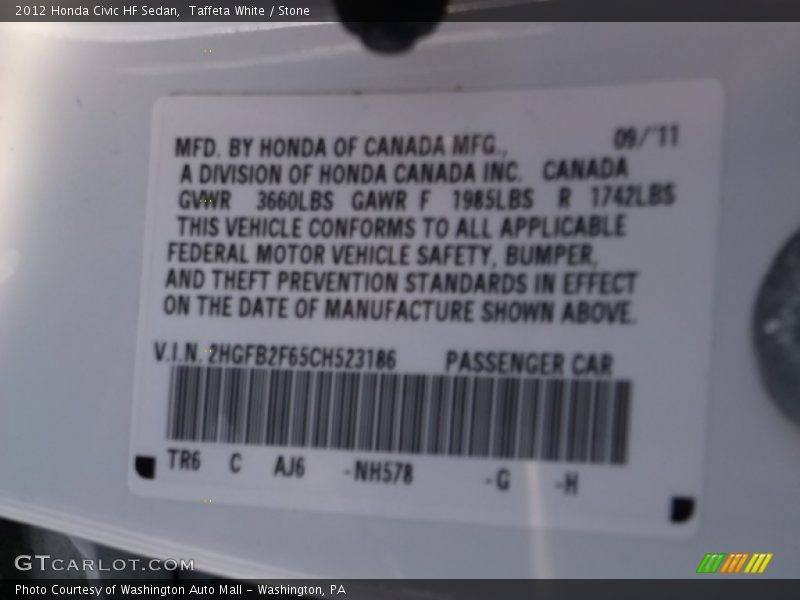 2012 Honda Civic HF Sedan,  Taffeta White / Stone
09/'11
MFD. BY HONDA OF CANADA MFG.,
A DIVISION OF HONDA CANADA INC. CANADA
GVWR 3660LBS GAWR F 1985LBS R 1742LBS
THIS VEHICLE CONFORMS TO ALL APPLICABLE
FEDERAL MOTOR VEHICLE SAFETY, BUMPER,
AND THEFT PREVENTION STANDARDS IN EFFECT
ON THE DATE OF MANUFACTURE SHOWN ABOVE.
V.I.N. 2HGFB2F65CH523186 PASSENGER CAR
TR6 C AJ6 -NH578 -G -H
GTCARLOT.COM
Photo Courtesy of Washington Auto Mall - Washington, PA